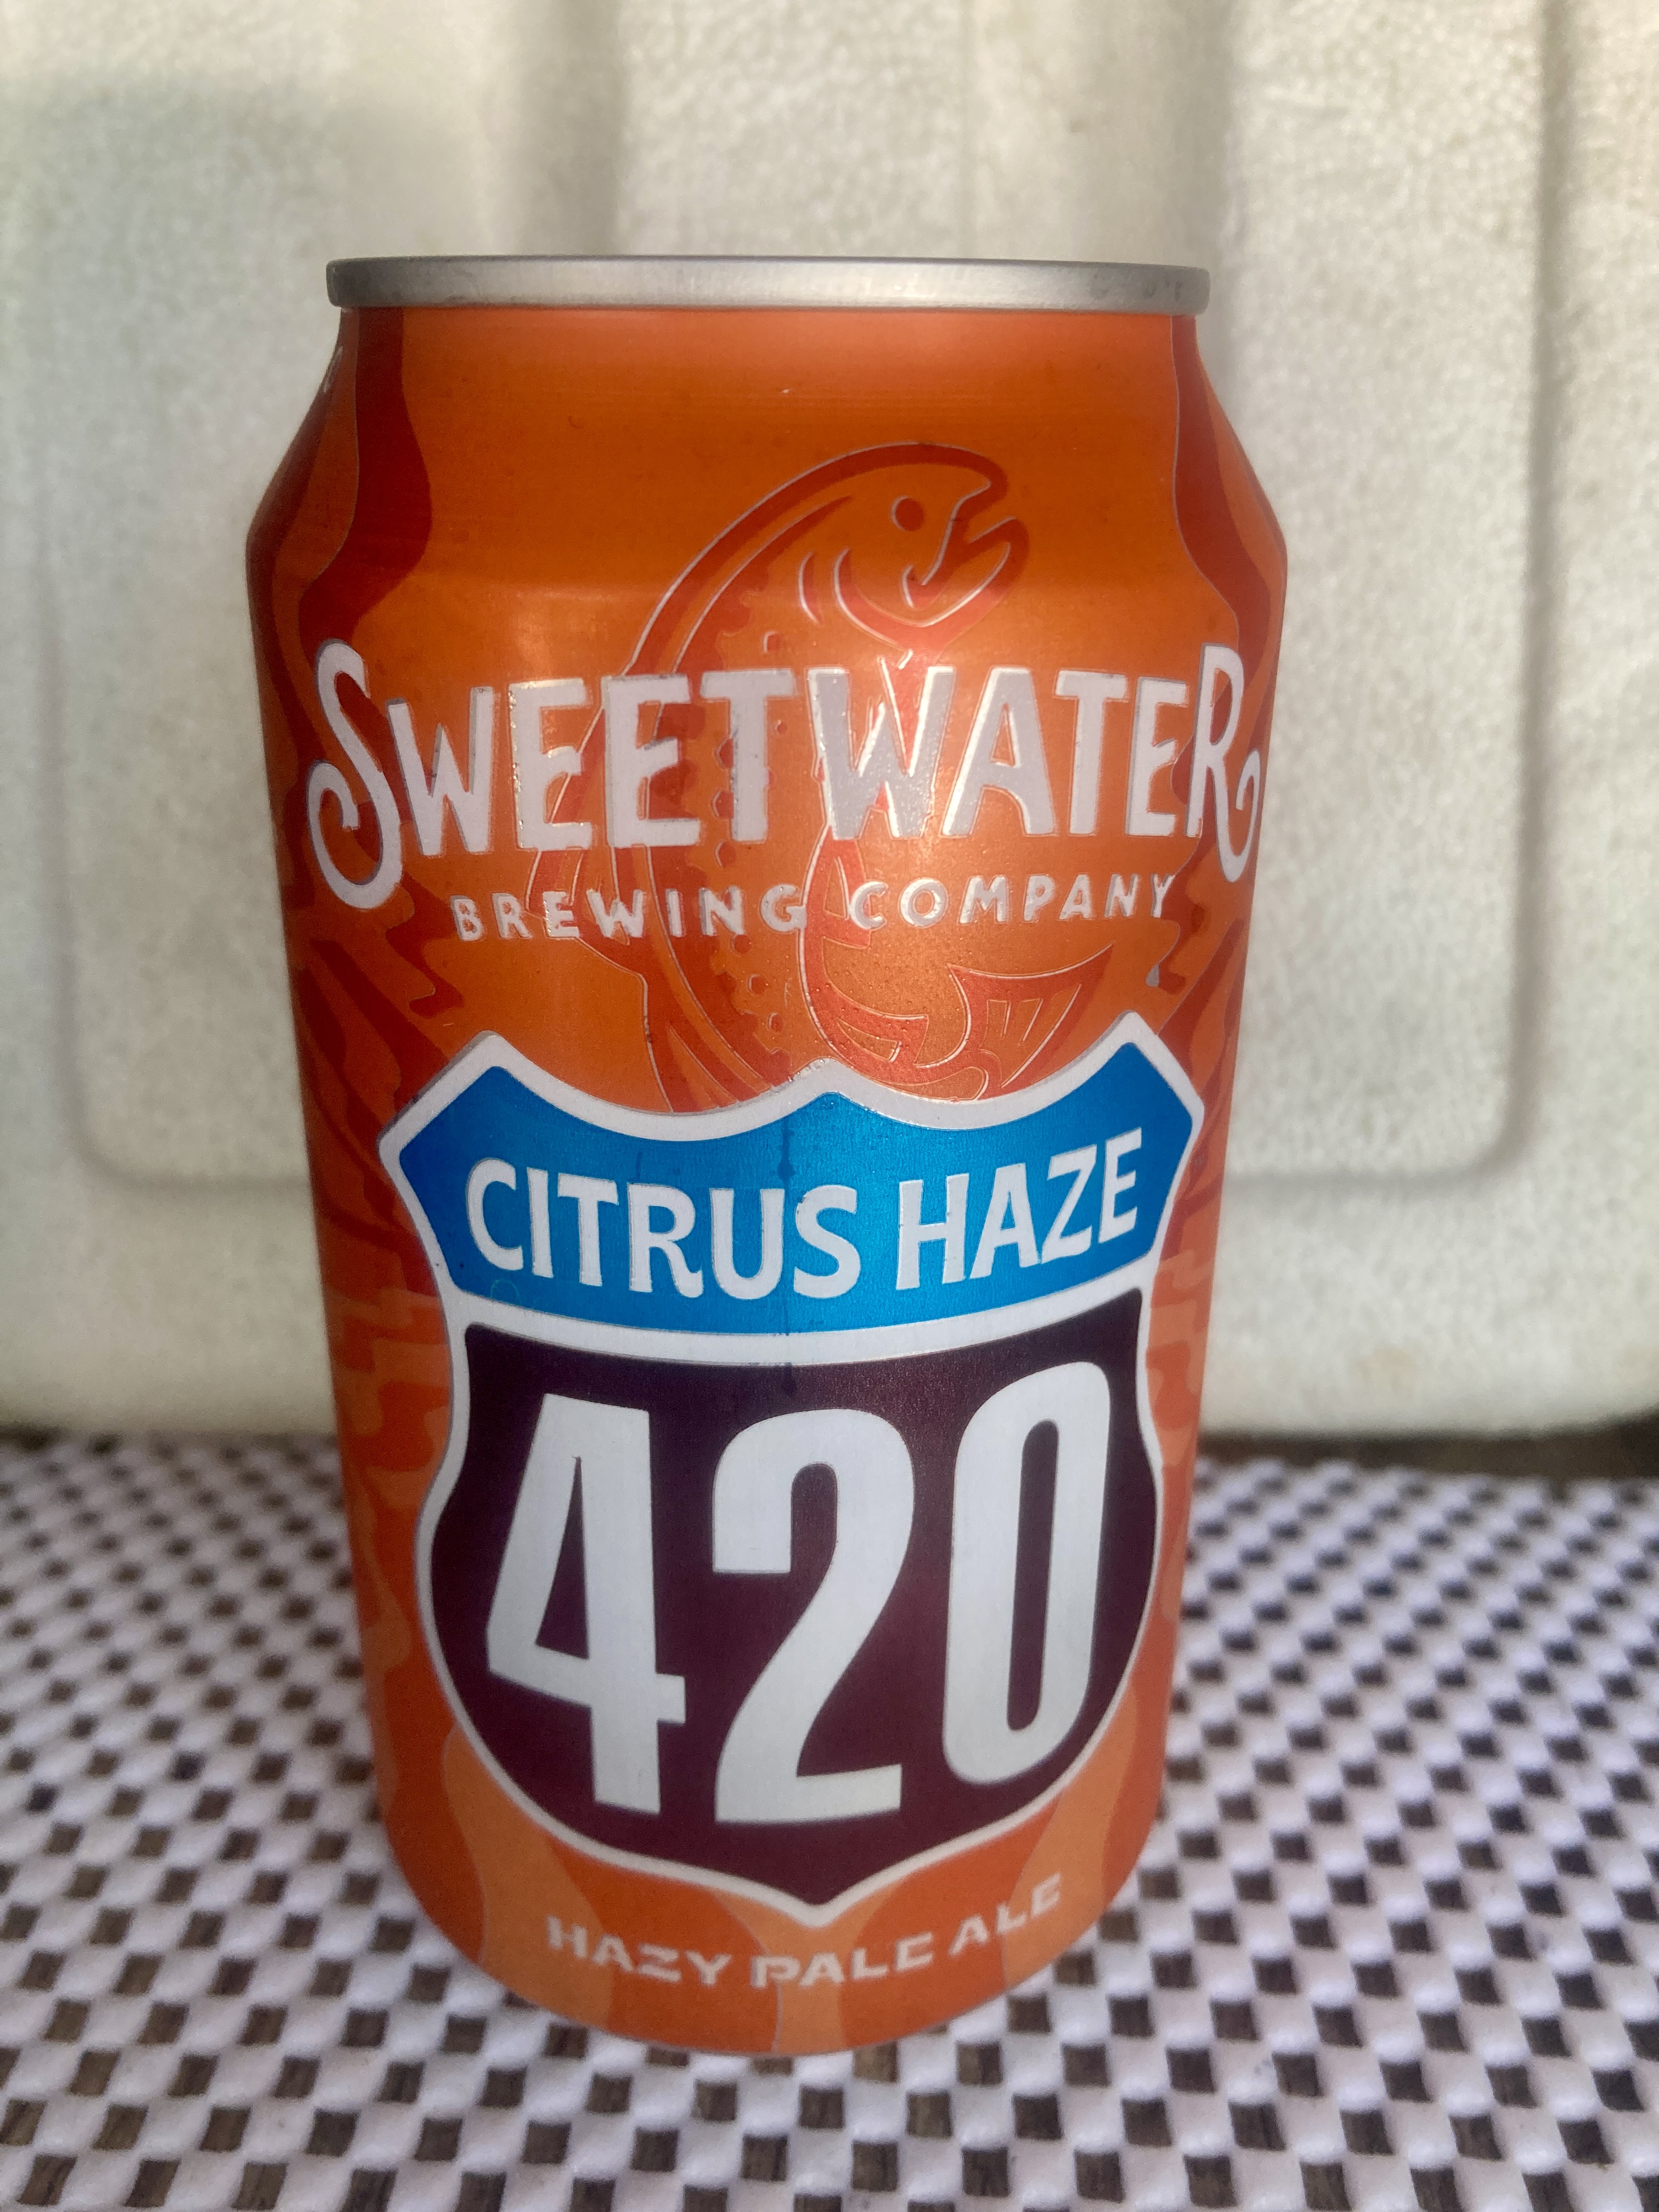 SWEETWATER
BREWING COMPANY
CITRUS HAZE
420
HAZY PALE ALE